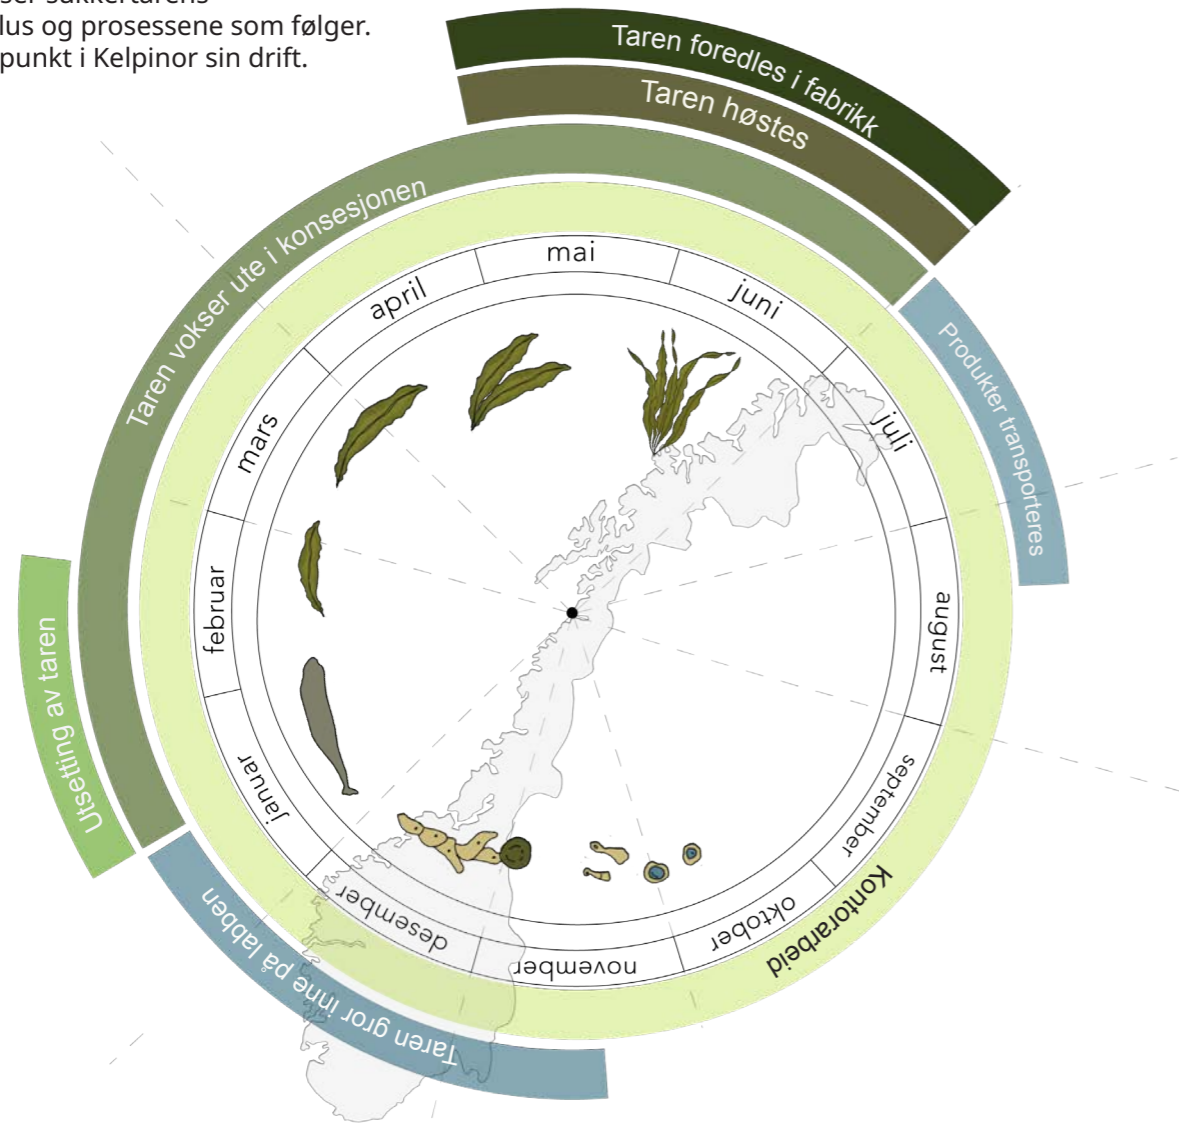 ser sukkertarens
lus og prosessene som følger.
punkt i Kelpinor sin drift.
Taren foredles i fabrikk
Taren høstes
Taren vokser ute i konsesjonen
Produkter transporteres
Utsetting av taren
Taren gror inne på labben
Kontorarbeid
januar
februar
mars
april
mai
juni
juli
august
september
oktober
november
desember